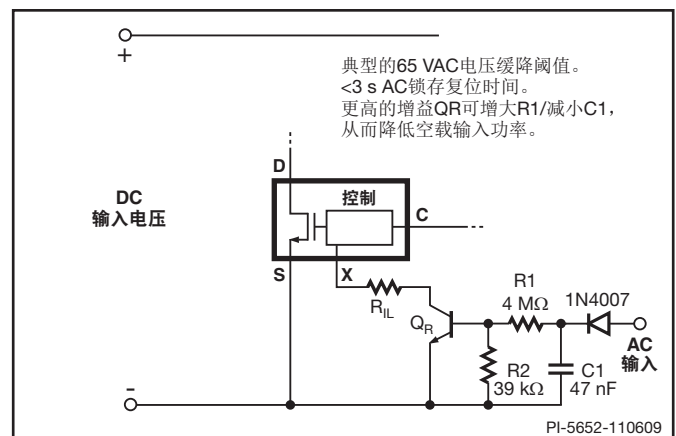 +
典型的65 VAC电压缓降阈值。
<3 s AC锁存复位时间。
更高的增益QR可增大R1/减小C1，
从而降低空载输入功率。
D
控制
DC
输入电压
C
S
X
R1
4 MΩ
1N4007
RIL
QR
AC
输入
R2
39 kΩ
C1
47 nF
-
PI-5652-110609